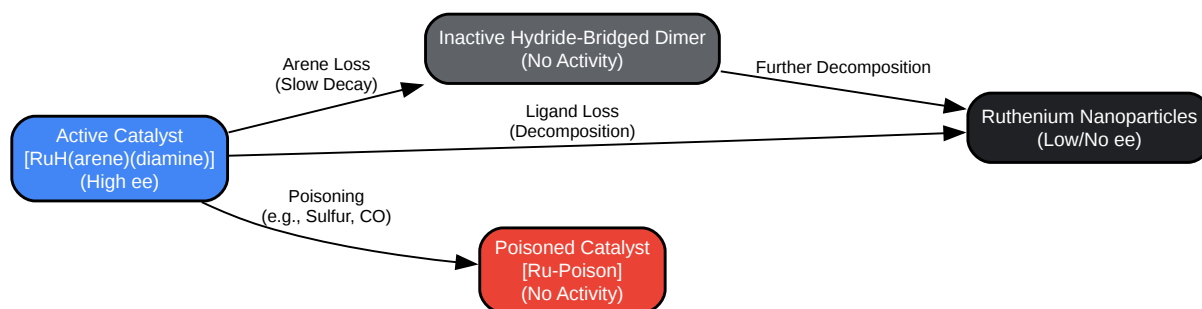 Inactive Hydride-Bridged Dimer
(No Activity)
Arene Loss
(Slow Decay)
Further Decomposition
Ligand Loss
(Decomposition)
Ruthenium Nanoparticles
(Low/No ee)
Active Catalyst
[RuH(arene)(diamine)]
(High ee)
Poisoning
(e.g., Sulfur, CO)
Poisoned Catalyst
[Ru-Poison]
(No Activity)